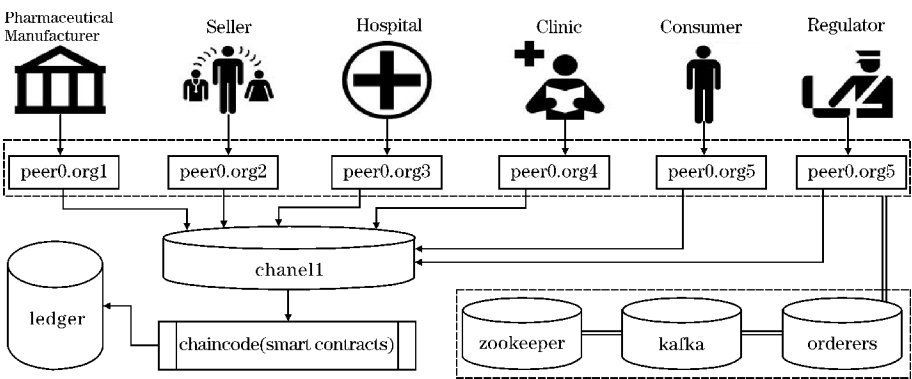 Pharmaceutical
Manufacturer
Seller
Hospital
Clinic
Consumer
Regulator
peer0.org1
peer0.org2
peer0.org3
peer0.org4
peer0.org5
peer0.org5
chanel1
ledger
chaincode(smart contracts)
zookeeper
kafka
orderers